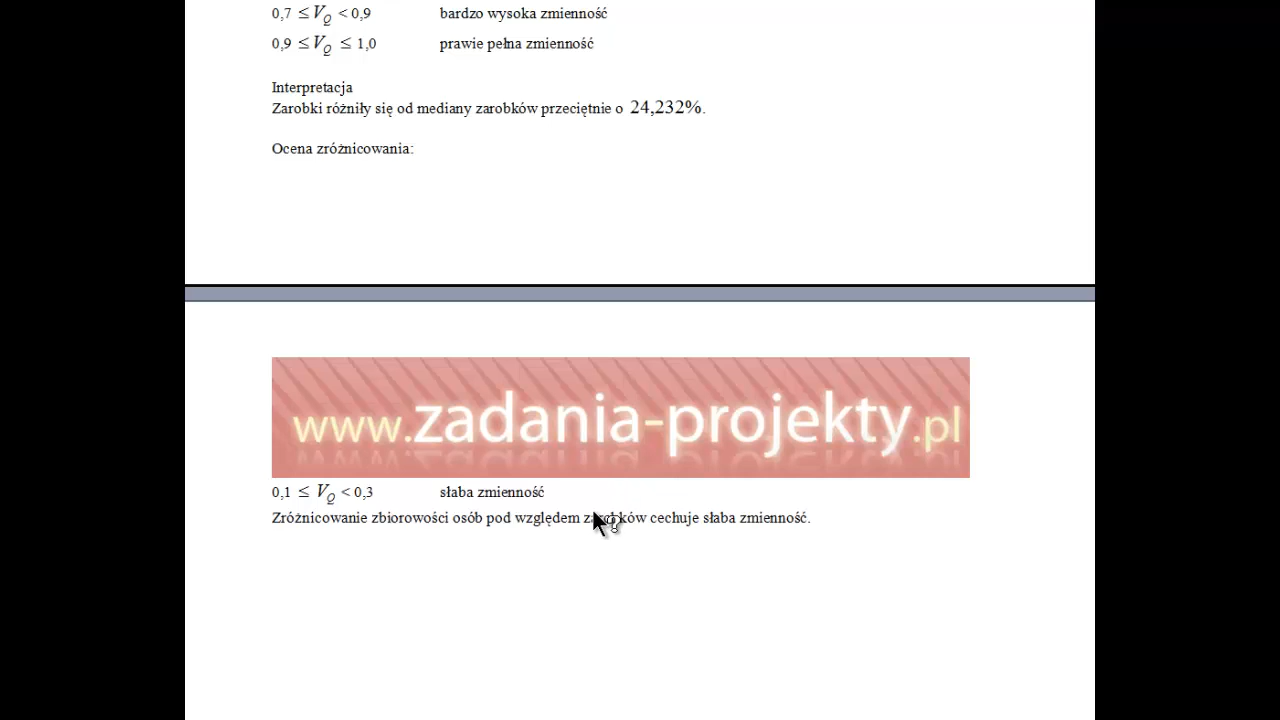 0,7 ≤ V_Q < 0,9 bardzo wysoka zmienność
0,9 ≤ V_Q ≤ 1,0 prawie pełna zmienność
Interpretacja
Zarobki różniły się od mediany zarobków przeciętnie o 24,232%.
Ocena zróżnicowania:
www.zadania-projekty.pl
0,1 ≤ V_Q < 0,3 słaba zmienność
Zróżnicowanie zbiorowości osób pod względem zarobków cechuje słaba zmienność.